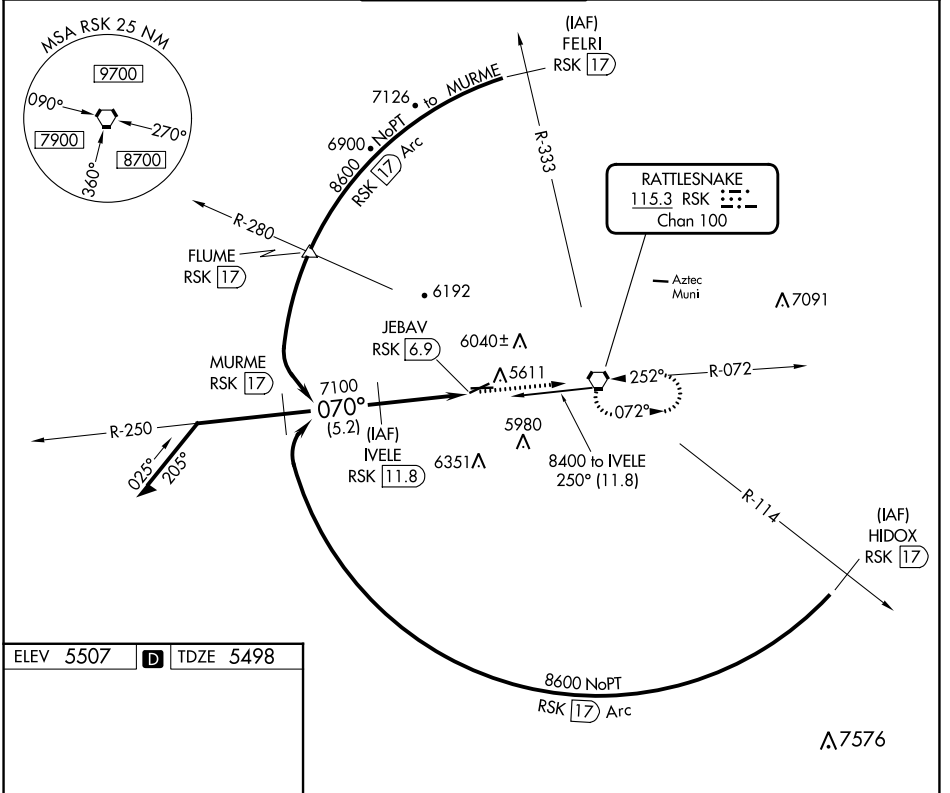 MSA RSK 25 NM
9700
090°
270°
7900
8700
360°
(IAF)
FELRI
RSK 17
7126
to MURME
6900
NoPT
8600
RSK 17 Arc
R-333
RATTLESNAKE
115.3 RSK
Chan 100
R-280
FLUME
RSK 17
6192
Aztec
Muni
7091
JEBAV
RSK 6.9
6040±
5611
MURME
RSK 17
7100
070°
(5.2)
252°
R-072
072°
R-250
(IAF)
IVELE
RSK 11.8
6351
5980
8400 to IVELE
250° (11.8)
025°
205°
R-114
(IAF)
HIDOX
RSK 17
ELEV 5507 D TDZE 5498
8600 NoPT
RSK 17 Arc
7576